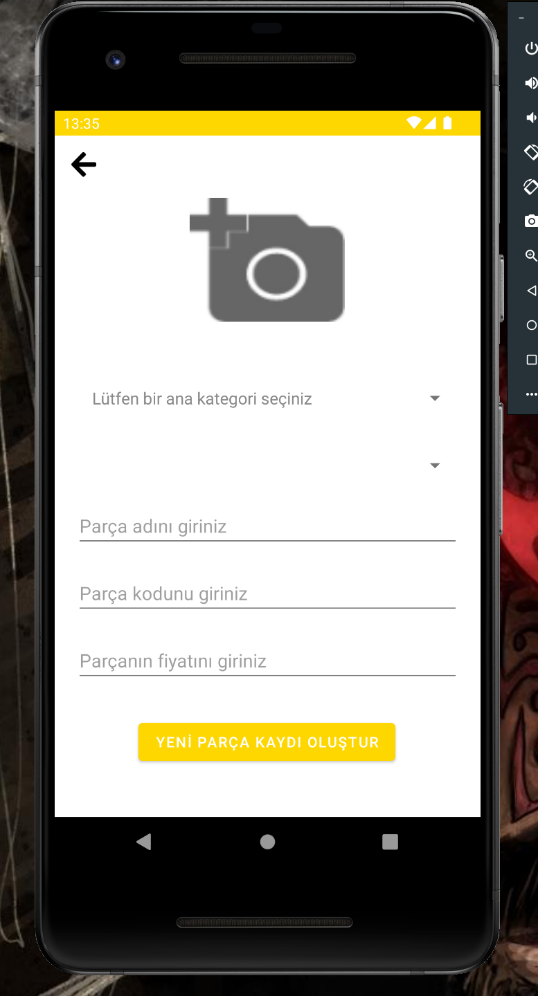 13:35
Lütfen bir ana kategori seçiniz
Parça adını giriniz
Parça kodunu giriniz
Parçanın fiyatını giriniz
YENİ PARÇA KAYDI OLUŞTUR